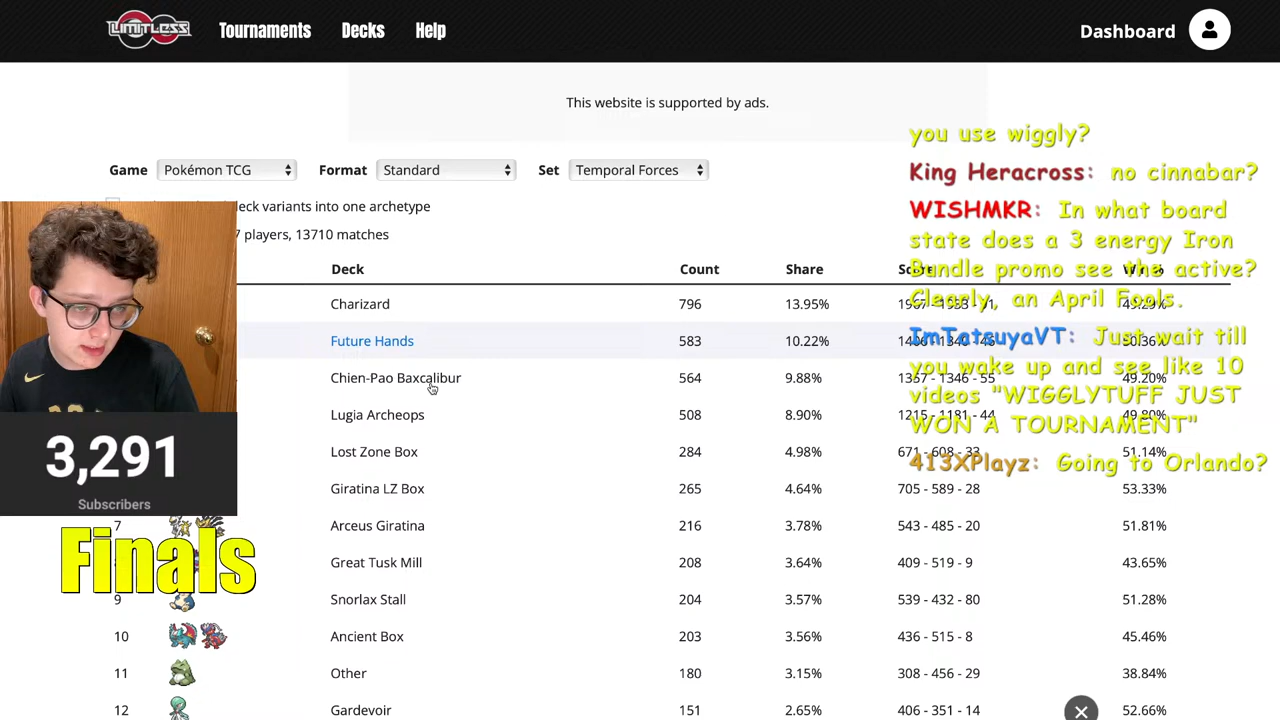 LIMITLESS Tournaments Decks Help Dashboard
This website is supported by ads.
Game Pokémon TCG Format Standard Set Temporal Forces
deck variants into one archetype
7 players, 13710 matches
Deck Count Share
Charizard 796 13.95%
Future Hands 583 10.22%
Chien-Pao Baxcalibur 564 9.88% 1357 - 1346 - 55 49.20%
Lugia Archeops 508 8.90% 1215 - 1181 - 44 49.80%
Lost Zone Box 284 4.98% 671 - 608 - 33 51.14%
Giratina LZ Box 265 4.64% 705 - 589 - 28 53.33%
7 Arceus Giratina 216 3.78% 543 - 485 - 20 51.81%
Great Tusk Mill 208 3.64% 409 - 519 - 9 43.65%
9 Snorlax Stall 204 3.57% 539 - 432 - 80 51.28%
10 Ancient Box 203 3.56% 436 - 515 - 8 45.46%
11 Other 180 3.15% 308 - 456 - 29 38.84%
12 Gardevoir 151 2.65% 406 - 351 - 14 52.66%
you use wiggly?
King Heracross: no cinnabar?
WISHMKR: In what board
state does a 3 energy Iron
Bundle promo see the active?
Clearly, an April Fools.
ImTatsuyaVT: Just wait till
you wake up and see like 10
videos "WIGGLYTUFF JUST
WON A TOURNAMENT"
413XPlayz: Going to Orlando?
3,291
Subscribers
Finals